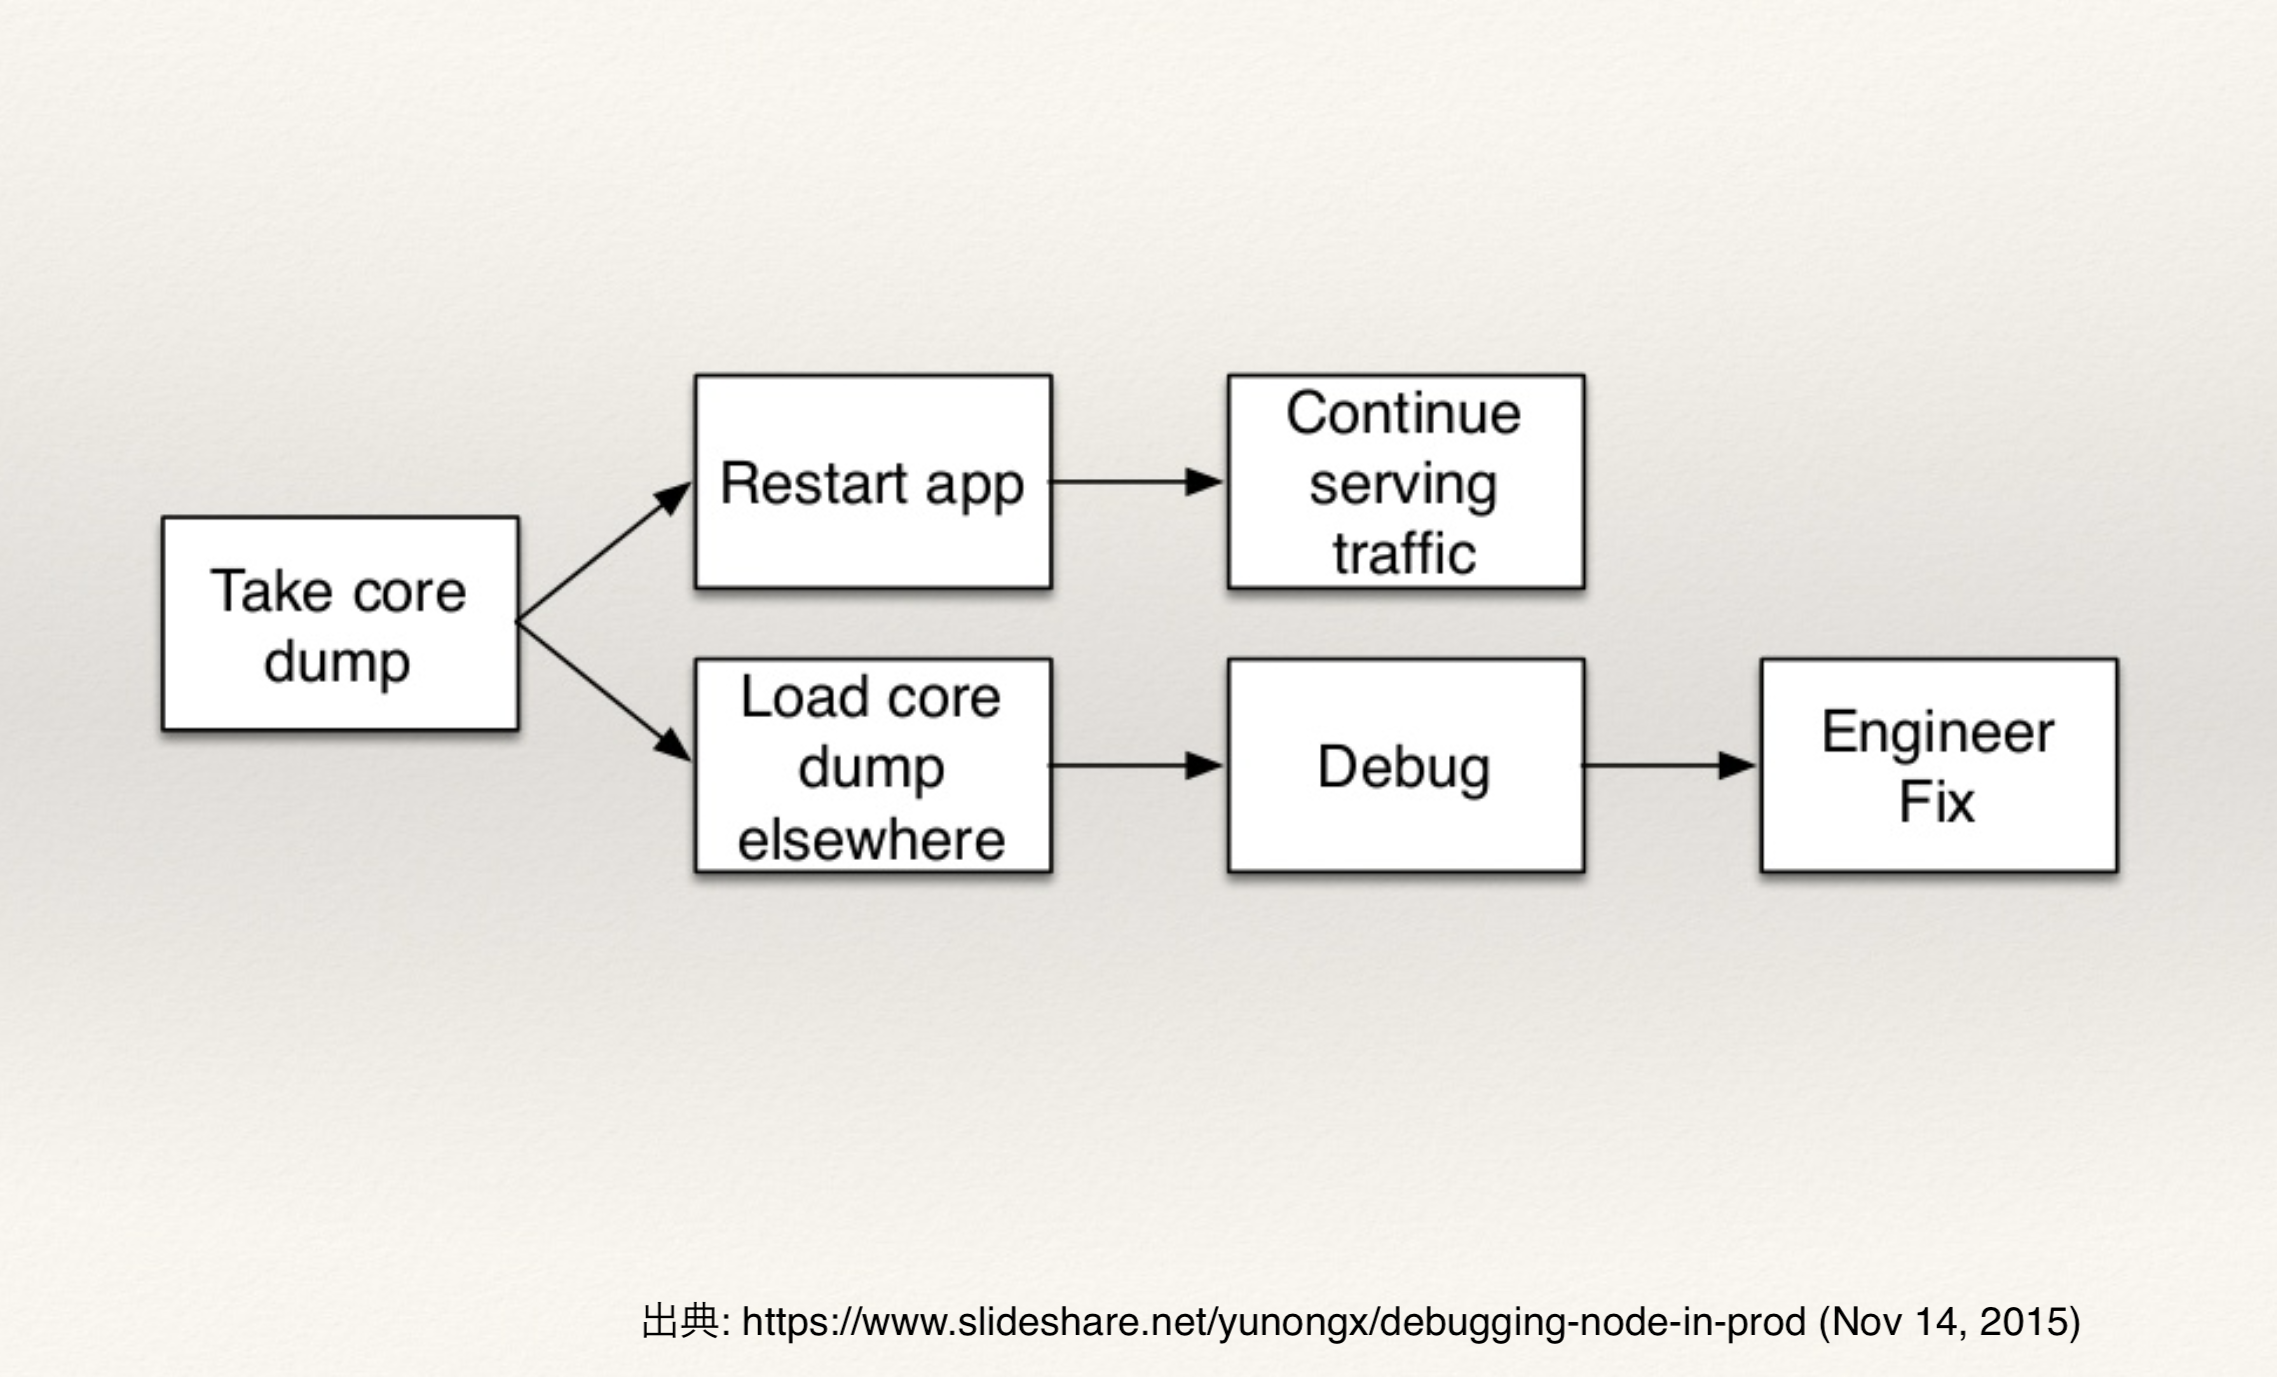 Take core
dump
Restart app
Continue
serving
traffic
Load core
dump
elsewhere
Debug
Engineer
Fix
出典: https://www.slideshare.net/yunongx/debugging-node-in-prod (Nov 14, 2015)